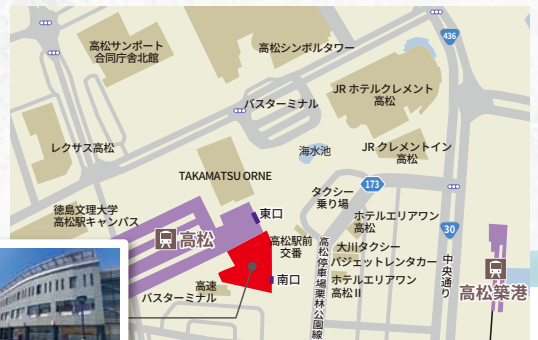 高松サンポート
合同庁舎北館
高松シンボルタワー
436
JRホテルクレメント
高松
バスターミナル
レクサス高松
海水池
JRクレメントイン
高松
TAKAMATSU ORNE
タクシー
乗り場
173
徳島文理大学
高松駅キャンパス
東口
ホテルエリアワン
高松
30
高松
高松駅前
交番
高松停車場栗林公園線
大川タクシー
バジェットレンタカー
中央通り
南口
ホテルエリアワン
高松Ⅱ
高速
バスターミナル
高松築港